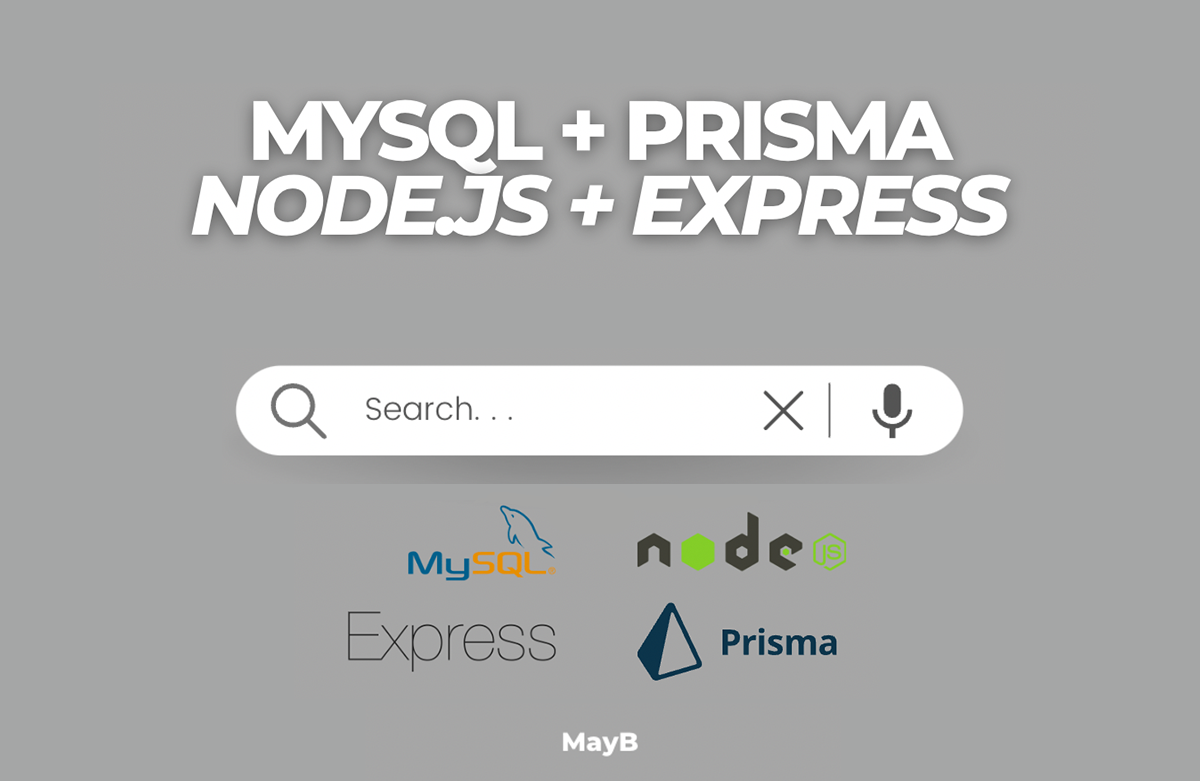 MYSQL + PRISMA
NODE.JS + EXPRESS
Search. . .
MySQL®
node JS
Express
Prisma
MayB